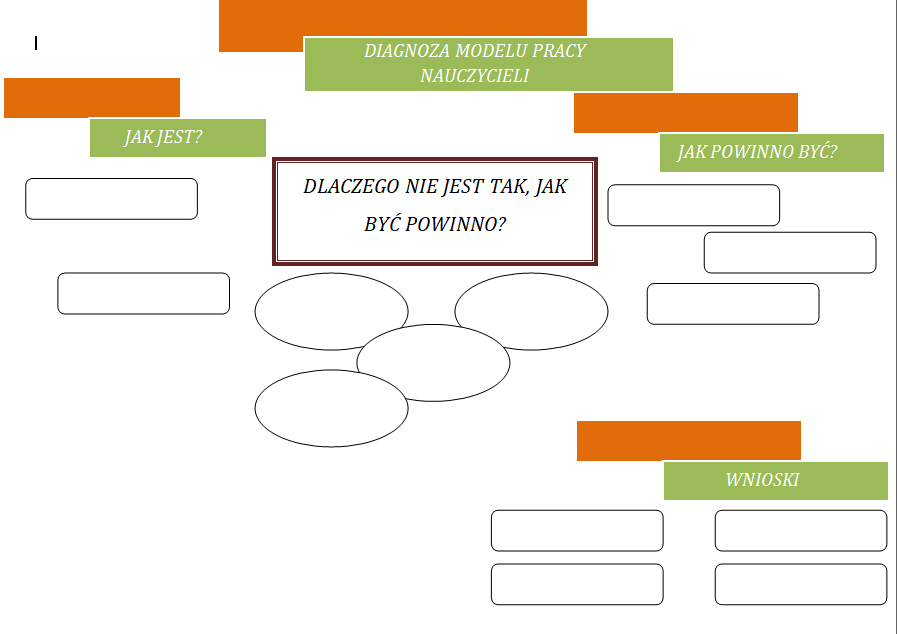 DIAGNOZA MODELU PRACY
NAUCZYCIELI
JAK JEST?
JAK POWINNO BYĆ?
DLACZEGO NIE JEST TAK, JAK
BYĆ POWINNO?
WNIOSKI